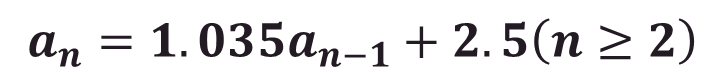 aₙ = 1.035aₙ₋₁ + 2.5(n ≥ 2)